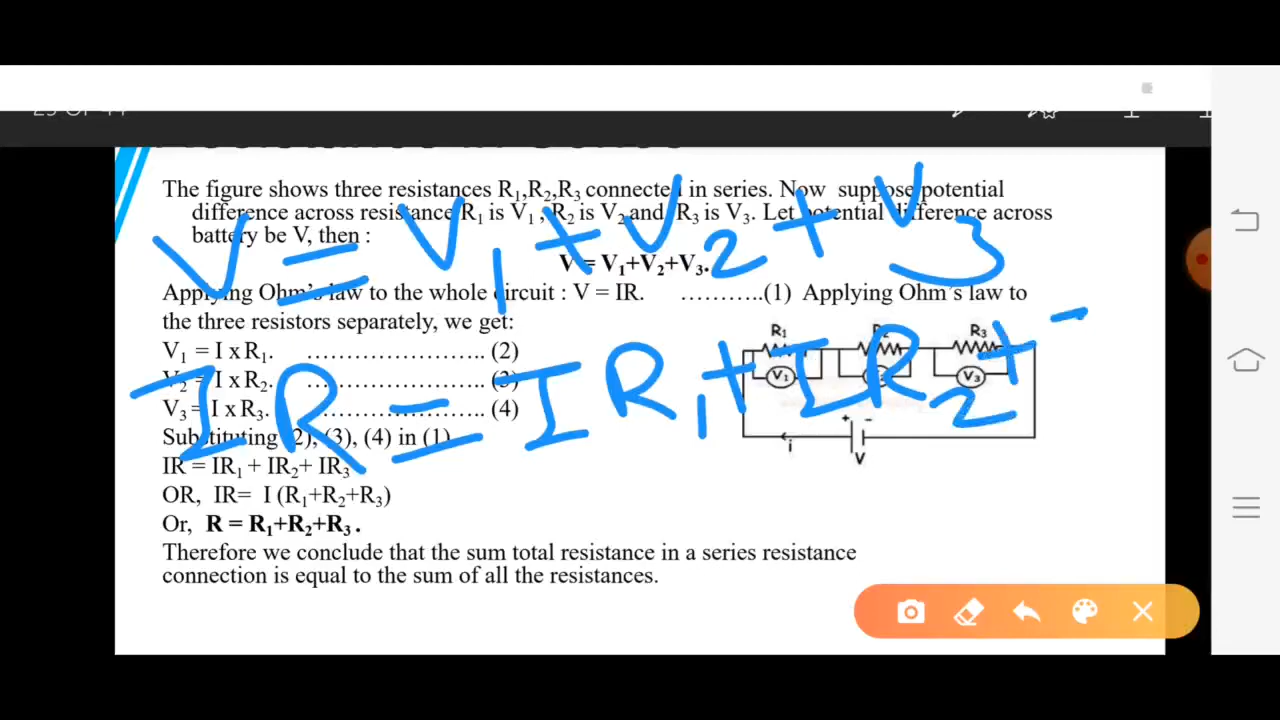 The figure shows three resistances R₁,R₂,R₃ connected in series. Now suppose potential
difference across resistance R₁ is V₁ , R₂ is V₂ and R₃ is V₃. Let potential difference across
battery be V, then :
V = V₁+V₂+V₃.
V = V₁ + V₂ + V₃
Applying Ohm's law to the whole circuit : V = IR. ………..(1) Applying Ohm's law to
the three resistors separately, we get:
V₁ = I x R₁. …………………….. (2)
V₂ = I x R₂. …………………….. (3)
V₃ = I x R₃. …………………….. (4)
IR = IR₁ + IR₂ +
R₁ R₂ R₃
V₁ V₃
+ -
i
V
Substituting (2), (3), (4) in (1)
IR = IR₁ + IR₂+ IR₃
OR, IR= I (R₁+R₂+R₃)
Or, R = R₁+R₂+R₃ .
Therefore we conclude that the sum total resistance in a series resistance
connection is equal to the sum of all the resistances.